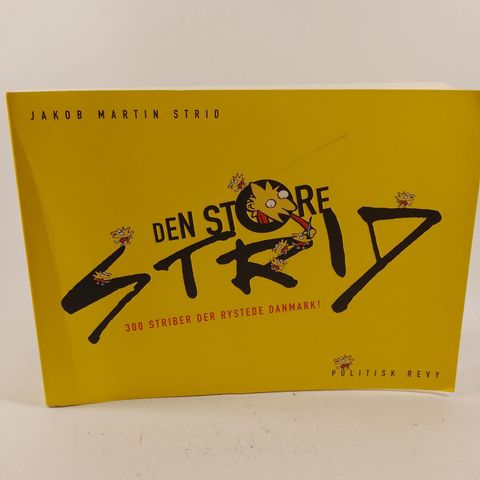 JAKOB MARTIN STRID
DEN STORE
STRID
300 STRIBER DER RYSTEDE DANMARK!
POLITISK REVY